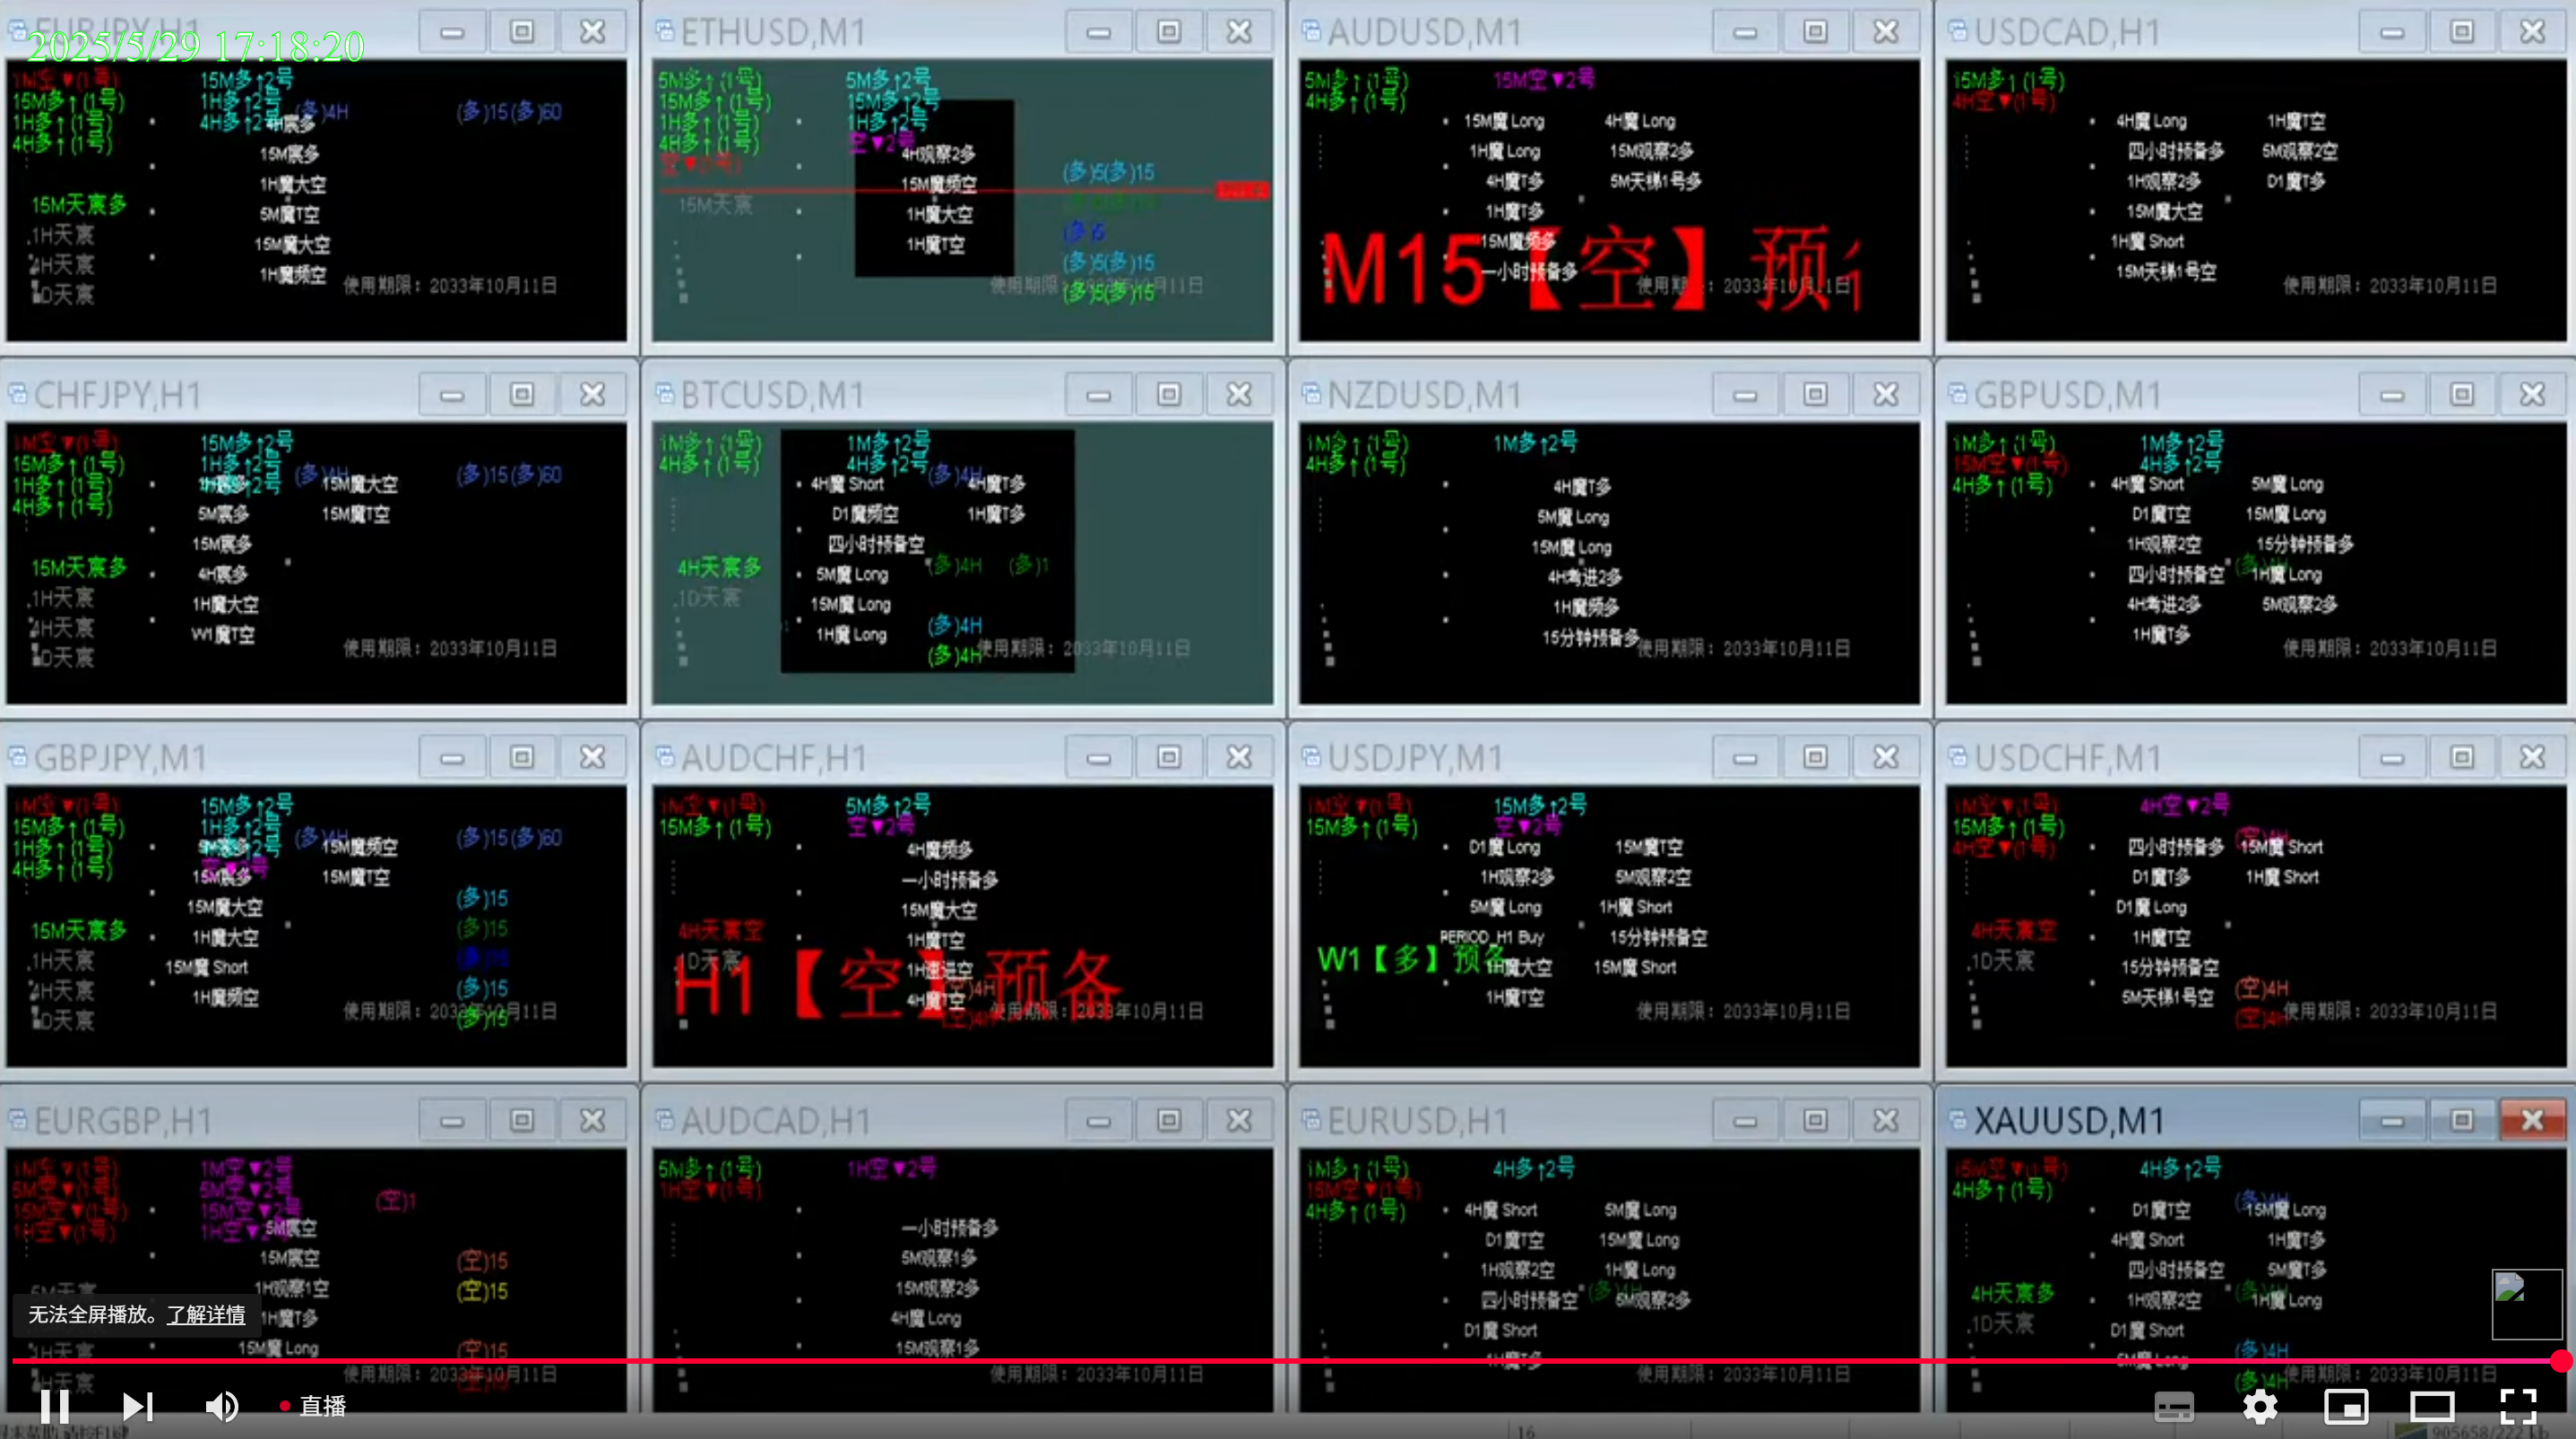 EURJPY,H1
2025/5/29 17:18:20
1M空▼(1号)
15M多↑(1号)
1H多↑(1号)
4H多↑(1号)
15M多↑2号
1H多↑2号
4H多↑2号
(多)4H
(多)15(多)60
4H宸多
15M宸多
1H魔大空
5M魔T空
15M魔大空
1H魔频空
15M天宸多
1H天宸
4H天宸
D天宸
使用期限：2033年10月11日
ETHUSD,M1
5M多↑(1号)
15M多↑(1号)
1H多↑(1号)
4H多↑(1号)
空▼(1号)
5M多↑2号
15M多↑2号
1H多↑2号
空▼2号
4H观察2多
15M魔频空
1H魔大空
1H魔T空
15M天宸
(多)5(多)15
(多)5
(多)5(多)15
(多)5(多)15
使用期限：2033年10月11日
AUDUSD,M1
5M多↑(1号)
4H多↑(1号)
15M空▼2号
15M魔 Long
1H魔 Long
4H魔T多
1H魔T多
15M魔频多
一小时预备多
4H魔 Long
15M观察2多
5M天梯1号多
M15【空】预
使用期限：2033年10月11日
USDCAD,H1
15M多↑(1号)
4H空▼(1号)
4H魔 Long
四小时预备多
1H观察2多
15M魔大空
1H魔 Short
15M天梯1号空
1H魔T空
5M观察2空
D1魔T多
使用期限：2033年10月11日
CHFJPY,H1
1M空▼(1号)
15M多↑(1号)
1H多↑(1号)
4H多↑(1号)
15M多↑2号
1H多↑2号
4H多↑2号
(多)4H
(多)15(多)60
1H宸多
5M宸多
15M宸多
4H宸多
1H魔大空
W1魔T空
15M魔大空
15M魔T空
15M天宸多
1H天宸
4H天宸
D天宸
使用期限：2033年10月11日
BTCUSD,M1
1M多↑(1号)
4H多↑(1号)
1M多↑2号
4H多↑2号
(多)4H
4H魔 Short
D1魔频空
四小时预备空
5M魔 Long
15M魔 Long
1H魔 Long
4H魔T多
1H魔T多
(多)4H
(多)1
(多)4H
(多)4H
4H天宸多
1D天宸
使用期限：2033年10月11日
NZDUSD,M1
1M多↑(1号)
4H多↑(1号)
1M多↑2号
4H魔T多
5M魔 Long
15M魔 Long
4H考进2多
1H魔频多
15分钟预备多
使用期限：2033年10月11日
GBPUSD,M1
1M多↑(1号)
15M空▼(1号)
4H多↑(1号)
1M多↑2号
4H多↑2号
4H魔 Short
D1魔T空
1H观察2空
四小时预备空
4H考进2多
1H魔T多
5M魔 Long
15M魔 Long
15分钟预备多
1H魔 Long
5M观察2多
使用期限：2033年10月11日
GBPJPY,M1
1M空▼(1号)
15M多↑(1号)
1H多↑(1号)
4H多↑(1号)
15M多↑2号
1H多↑2号
空▼2号
(多)4H
(多)15(多)60
5M宸多
15M宸多
15M魔大空
1H魔大空
15M魔 Short
1H魔频空
15M魔频空
15M魔T空
(多)15
(多)15
(多)15
(多)15
(多)15
15M天宸多
1H天宸
4H天宸
D天宸
使用期限：2033年10月11日
AUDCHF,H1
1M空▼(1号)
15M多↑(1号)
5M多↑2号
空▼2号
4H魔频多
一小时预备多
15M魔大空
1H魔T空
1H速进空
4H魔T空
4H天宸空
1D天宸
H1【空】预备
(空)4H
(空)4H
使用期限：2033年10月11日
USDJPY,M1
1M空▼(1号)
15M多↑(1号)
15M多↑2号
空▼2号
D1魔 Long
1H观察2多
5M魔 Long
PERIOD_H1 Buy
1H魔大空
1H魔T空
15M魔T空
5M观察2空
1H魔 Short
15分钟预备空
15M魔 Short
W1【多】预备
使用期限：2033年10月11日
USDCHF,M1
1M空▼(1号)
15M多↑(1号)
4H空▼(1号)
4H空▼2号
(空)4H
四小时预备多
D1魔T多
D1魔 Long
1H魔T空
15分钟预备空
5M天梯1号空
15M魔 Short
1H魔 Short
4H天宸空
1D天宸
(空)4H
(空)4H
使用期限：2033年10月11日
EURGBP,H1
1M空▼(1号)
5M空▼(1号)
15M空▼(1号)
1H空▼(1号)
1M空▼2号
5M空▼2号
15M空▼2号
1H空▼2号
(空)1
5M宸空
15M宸空
1H观察1空
1H魔T多
15M魔 Long
(空)15
(空)15
(空)15
5M天宸
1H天宸
4H天宸
使用期限：2033年10月11日
AUDCAD,H1
5M多↑(1号)
1H空▼(1号)
1H空▼2号
一小时预备多
5M观察1多
15M观察2多
4H魔 Long
15M观察1多
使用期限：2033年10月11日
EURUSD,H1
1M多↑(1号)
15M空▼(1号)
4H多↑(1号)
4H多↑2号
4H魔 Short
D1魔T空
1H观察2空
四小时预备空
D1魔 Short
1H魔T多
5M魔 Long
15M魔 Long
1H魔 Long
5M观察2多
(多)4H
使用期限：2033年10月11日
XAUUSD,M1
15M空▼(1号)
4H多↑(1号)
4H多↑2号
(多)4H
D1魔T空
4H魔 Short
四小时预备空
1H观察2空
D1魔 Short
5M魔 Long
15M魔 Long
1H魔T多
5M魔T多
1H魔 Long
4H天宸多
1D天宸
(多)4H
(多)4H
使用期限：2033年10月11日
无法全屏播放。了解详情
直播
16
905658/222 kb